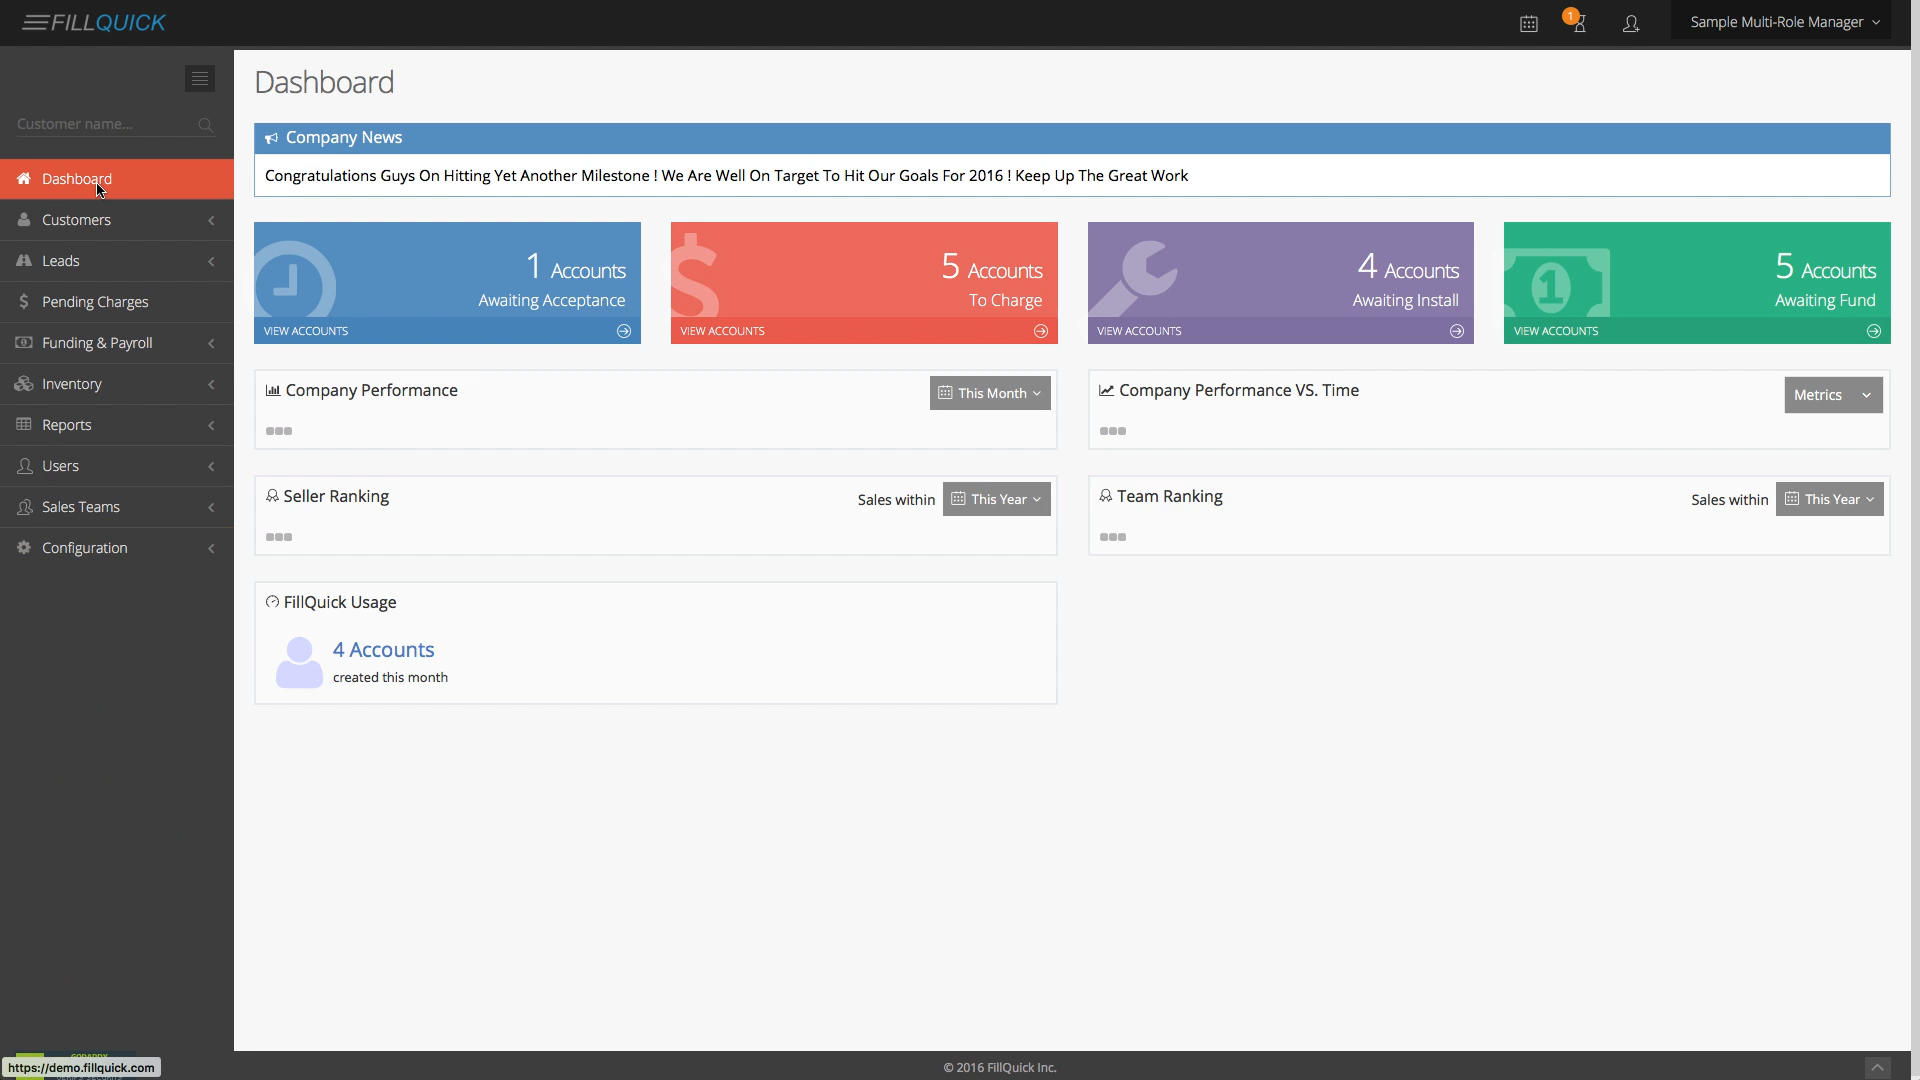 FILLQUICK
1
Sample Multi-Role Manager
Customer name...
Dashboard
Customers
Leads
Pending Charges
Funding & Payroll
Inventory
Reports
Users
Sales Teams
Configuration
Dashboard
Company News
Congratulations Guys On Hitting Yet Another Milestone ! We Are Well On Target To Hit Our Goals For 2016 ! Keep Up The Great Work
1 Accounts
Awaiting Acceptance
VIEW ACCOUNTS
5 Accounts
To Charge
VIEW ACCOUNTS
4 Accounts
Awaiting Install
VIEW ACCOUNTS
1
5 Accounts
Awaiting Fund
VIEW ACCOUNTS
Company Performance
This Month
Company Performance VS. Time
Metrics
Seller Ranking
Sales within
This Year
Team Ranking
Sales within
This Year
FillQuick Usage
4 Accounts
created this month
https://demo.fillquick.com
© 2016 FillQuick Inc.